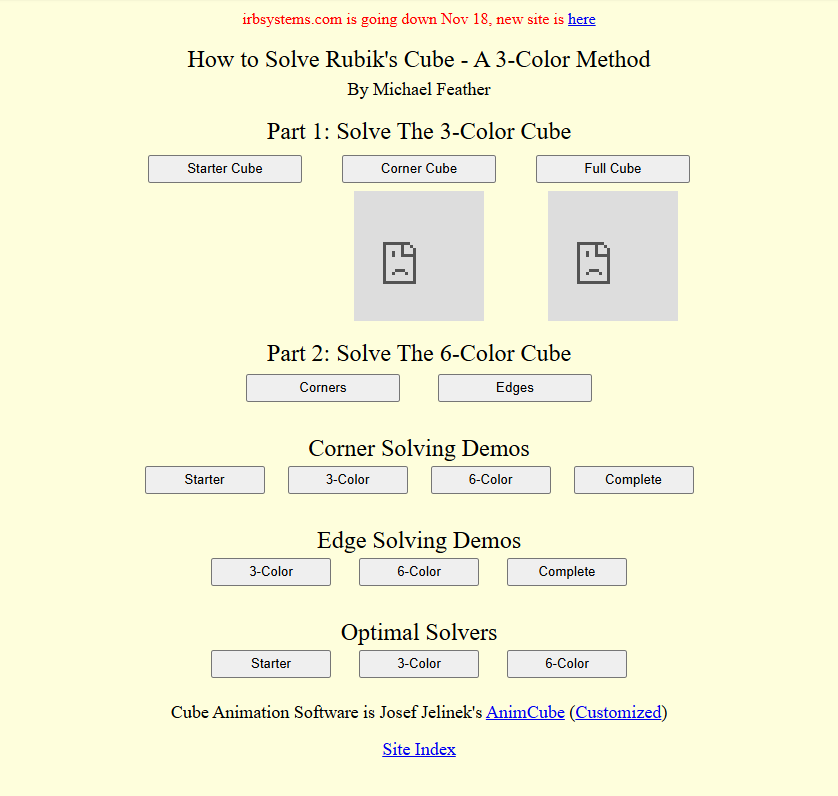 irbsystems.com is going down Nov 18, new site is here
How to Solve Rubik's Cube - A 3-Color Method
By Michael Feather
Part 1: Solve The 3-Color Cube
Starter Cube Corner Cube Full Cube
Part 2: Solve The 6-Color Cube
Corners Edges
Corner Solving Demos
Starter 3-Color 6-Color Complete
Edge Solving Demos
3-Color 6-Color Complete
Optimal Solvers
Starter 3-Color 6-Color
Cube Animation Software is Josef Jelinek's AnimCube (Customized)
Site Index